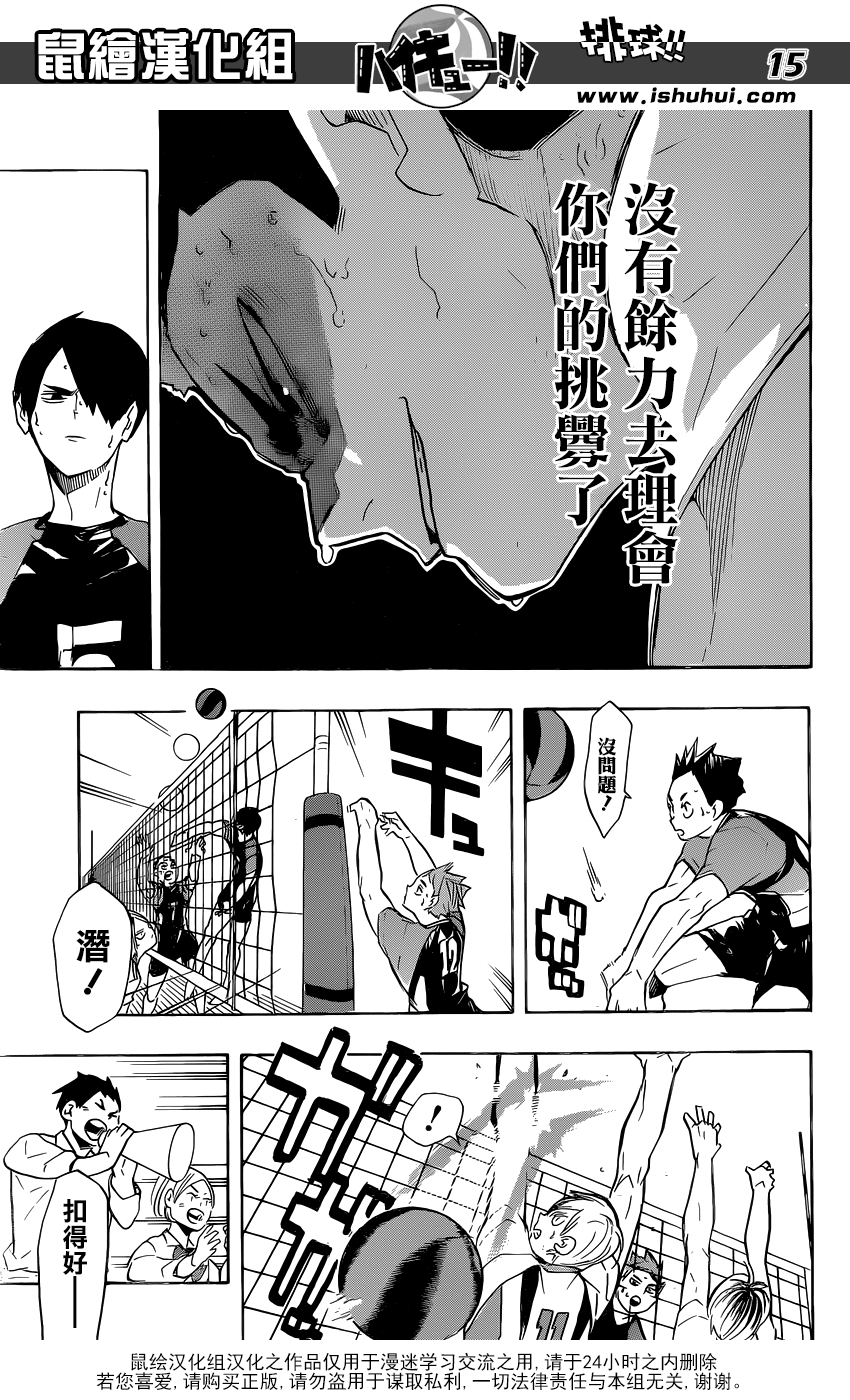 鼠繪漢化組
ハイキュー!!
排球!!
15
www.ishuhui.com
沒有餘力去理會
你們的挑釁了
沒問題！
キュ
潛！
！
扣得好——
鼠绘汉化组汉化之作品仅用于漫迷学习交流之用，请于24小时之内删除
若您喜爱，请购买正版，请勿盗用于谋取私利，一切法律责任与本组无关，谢谢。
11